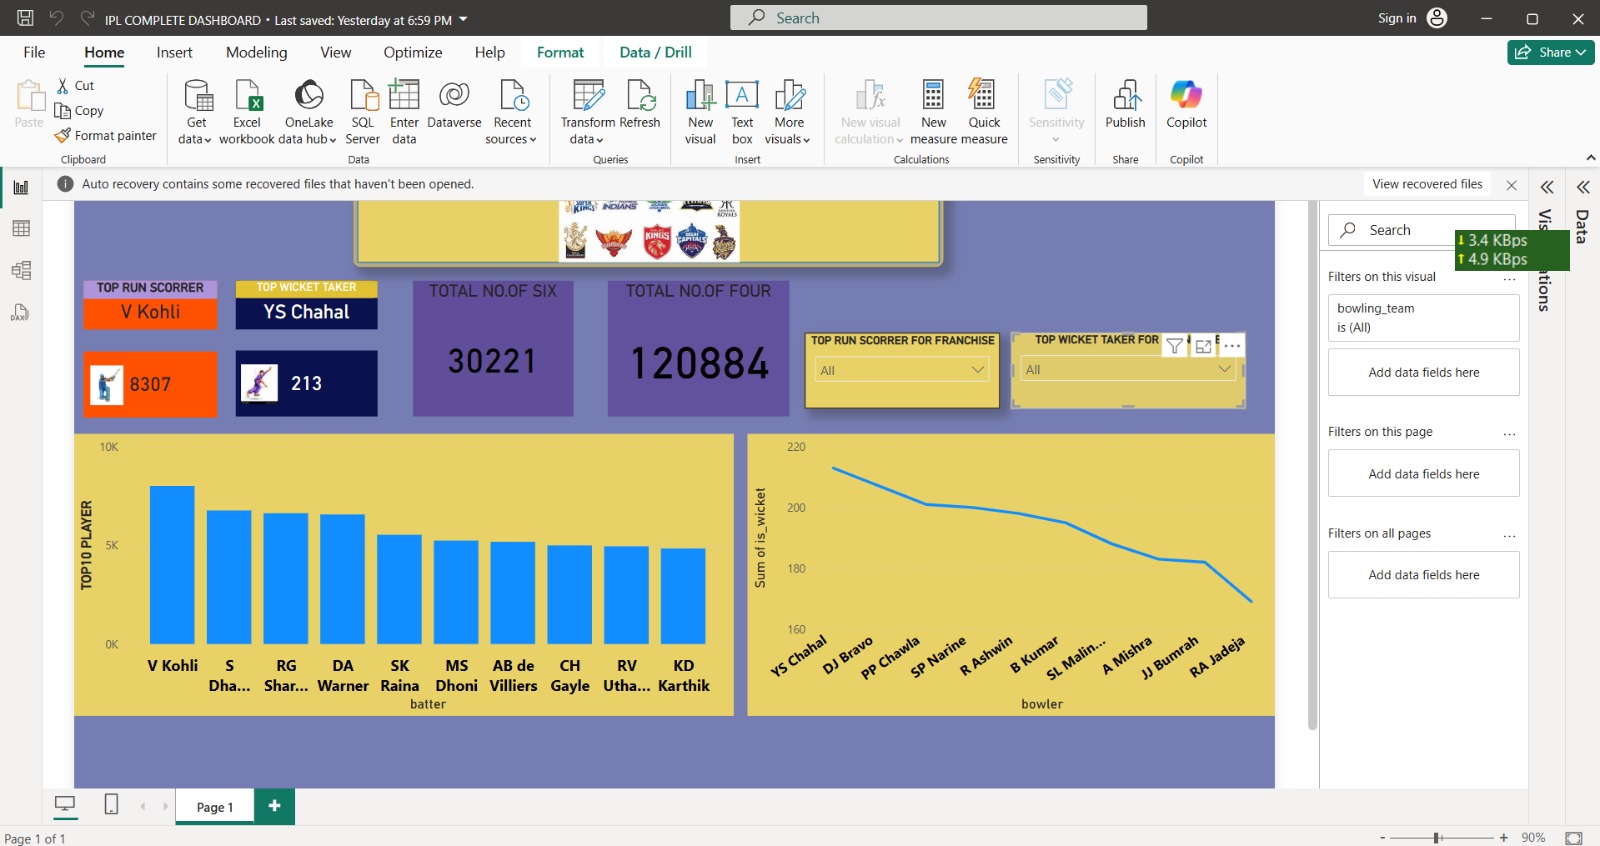 IPL COMPLETE DASHBOARD • Last saved: Yesterday at 6:59 PM
Search
Sign in
File Home Insert Modeling View Optimize Help Format Data / Drill
Share
Paste
Cut
Copy
Format painter
Clipboard
Get data
Excel workbook
OneLake data hub
SQL Server
Enter data
Dataverse
Recent sources
Data
Transform data
Refresh
Queries
New visual
Text box
More visuals
Insert
New visual calculation
New measure
Quick measure
Calculations
Sensitivity
Sensitivity
Publish
Share
Copilot
Copilot
Auto recovery contains some recovered files that haven't been opened.
View recovered files
INDIANS
ROYALS
KINGS
CAPITALS
TOP RUN SCORRER
V Kohli
8307
TOP WICKET TAKER
YS Chahal
213
TOTAL NO.OF SIX
30221
TOTAL NO.OF FOUR
120884
TOP RUN SCORRER FOR FRANCHISE
All
TOP WICKET TAKER FOR
All
TOP10 PLAYER
10K
5K
0K
V Kohli
S Dha...
RG Shar...
DA Warner
SK Raina
MS Dhoni
AB de Villiers
CH Gayle
RV Utha...
KD Karthik
batter
Sum of is_wicket
220
200
180
160
YS Chahal
DJ Bravo
PP Chawla
SP Narine
R Ashwin
B Kumar
SL Malin...
A Mishra
JJ Bumrah
RA Jadeja
bowler
Search
3.4 KBps
4.9 KBps
Filters on this visual
bowling_team
is (All)
Add data fields here
Filters on this page
Add data fields here
Filters on all pages
Add data fields here
Data
DAX
Page 1
Page 1 of 1
90%